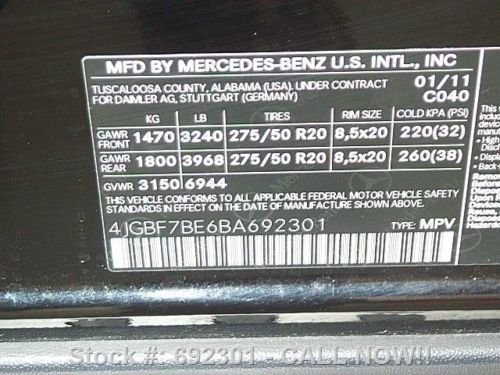 MFD BY MERCEDES-BENZ U.S. INTL., INC
TUSCALOOSA COUNTY, ALABAMA (USA). UNDER CONTRACT 01/11
FOR DAIMLER AG, STUTTGART (GERMANY) C040
KG LB TIRES RIM SIZE COLD KPA (PSI)
GAWR FRONT 1470 3240 275/50 R20 8,5x20 220(32)
GAWR REAR 1800 3968 275/50 R20 8,5x20 260(38)
GVWR 3150 6944
THIS VEHICLE CONFORMS TO ALL APPLICABLE FEDERAL MOTOR VEHICLE SAFETY
STANDARDS IN EFFECT ON THE DATE OF MANUFACTURE SHOWN ABOVE.
4JGBF7BE6BA692301 TYPE: MPV
Stock #: 692301 - CALL NOW!!